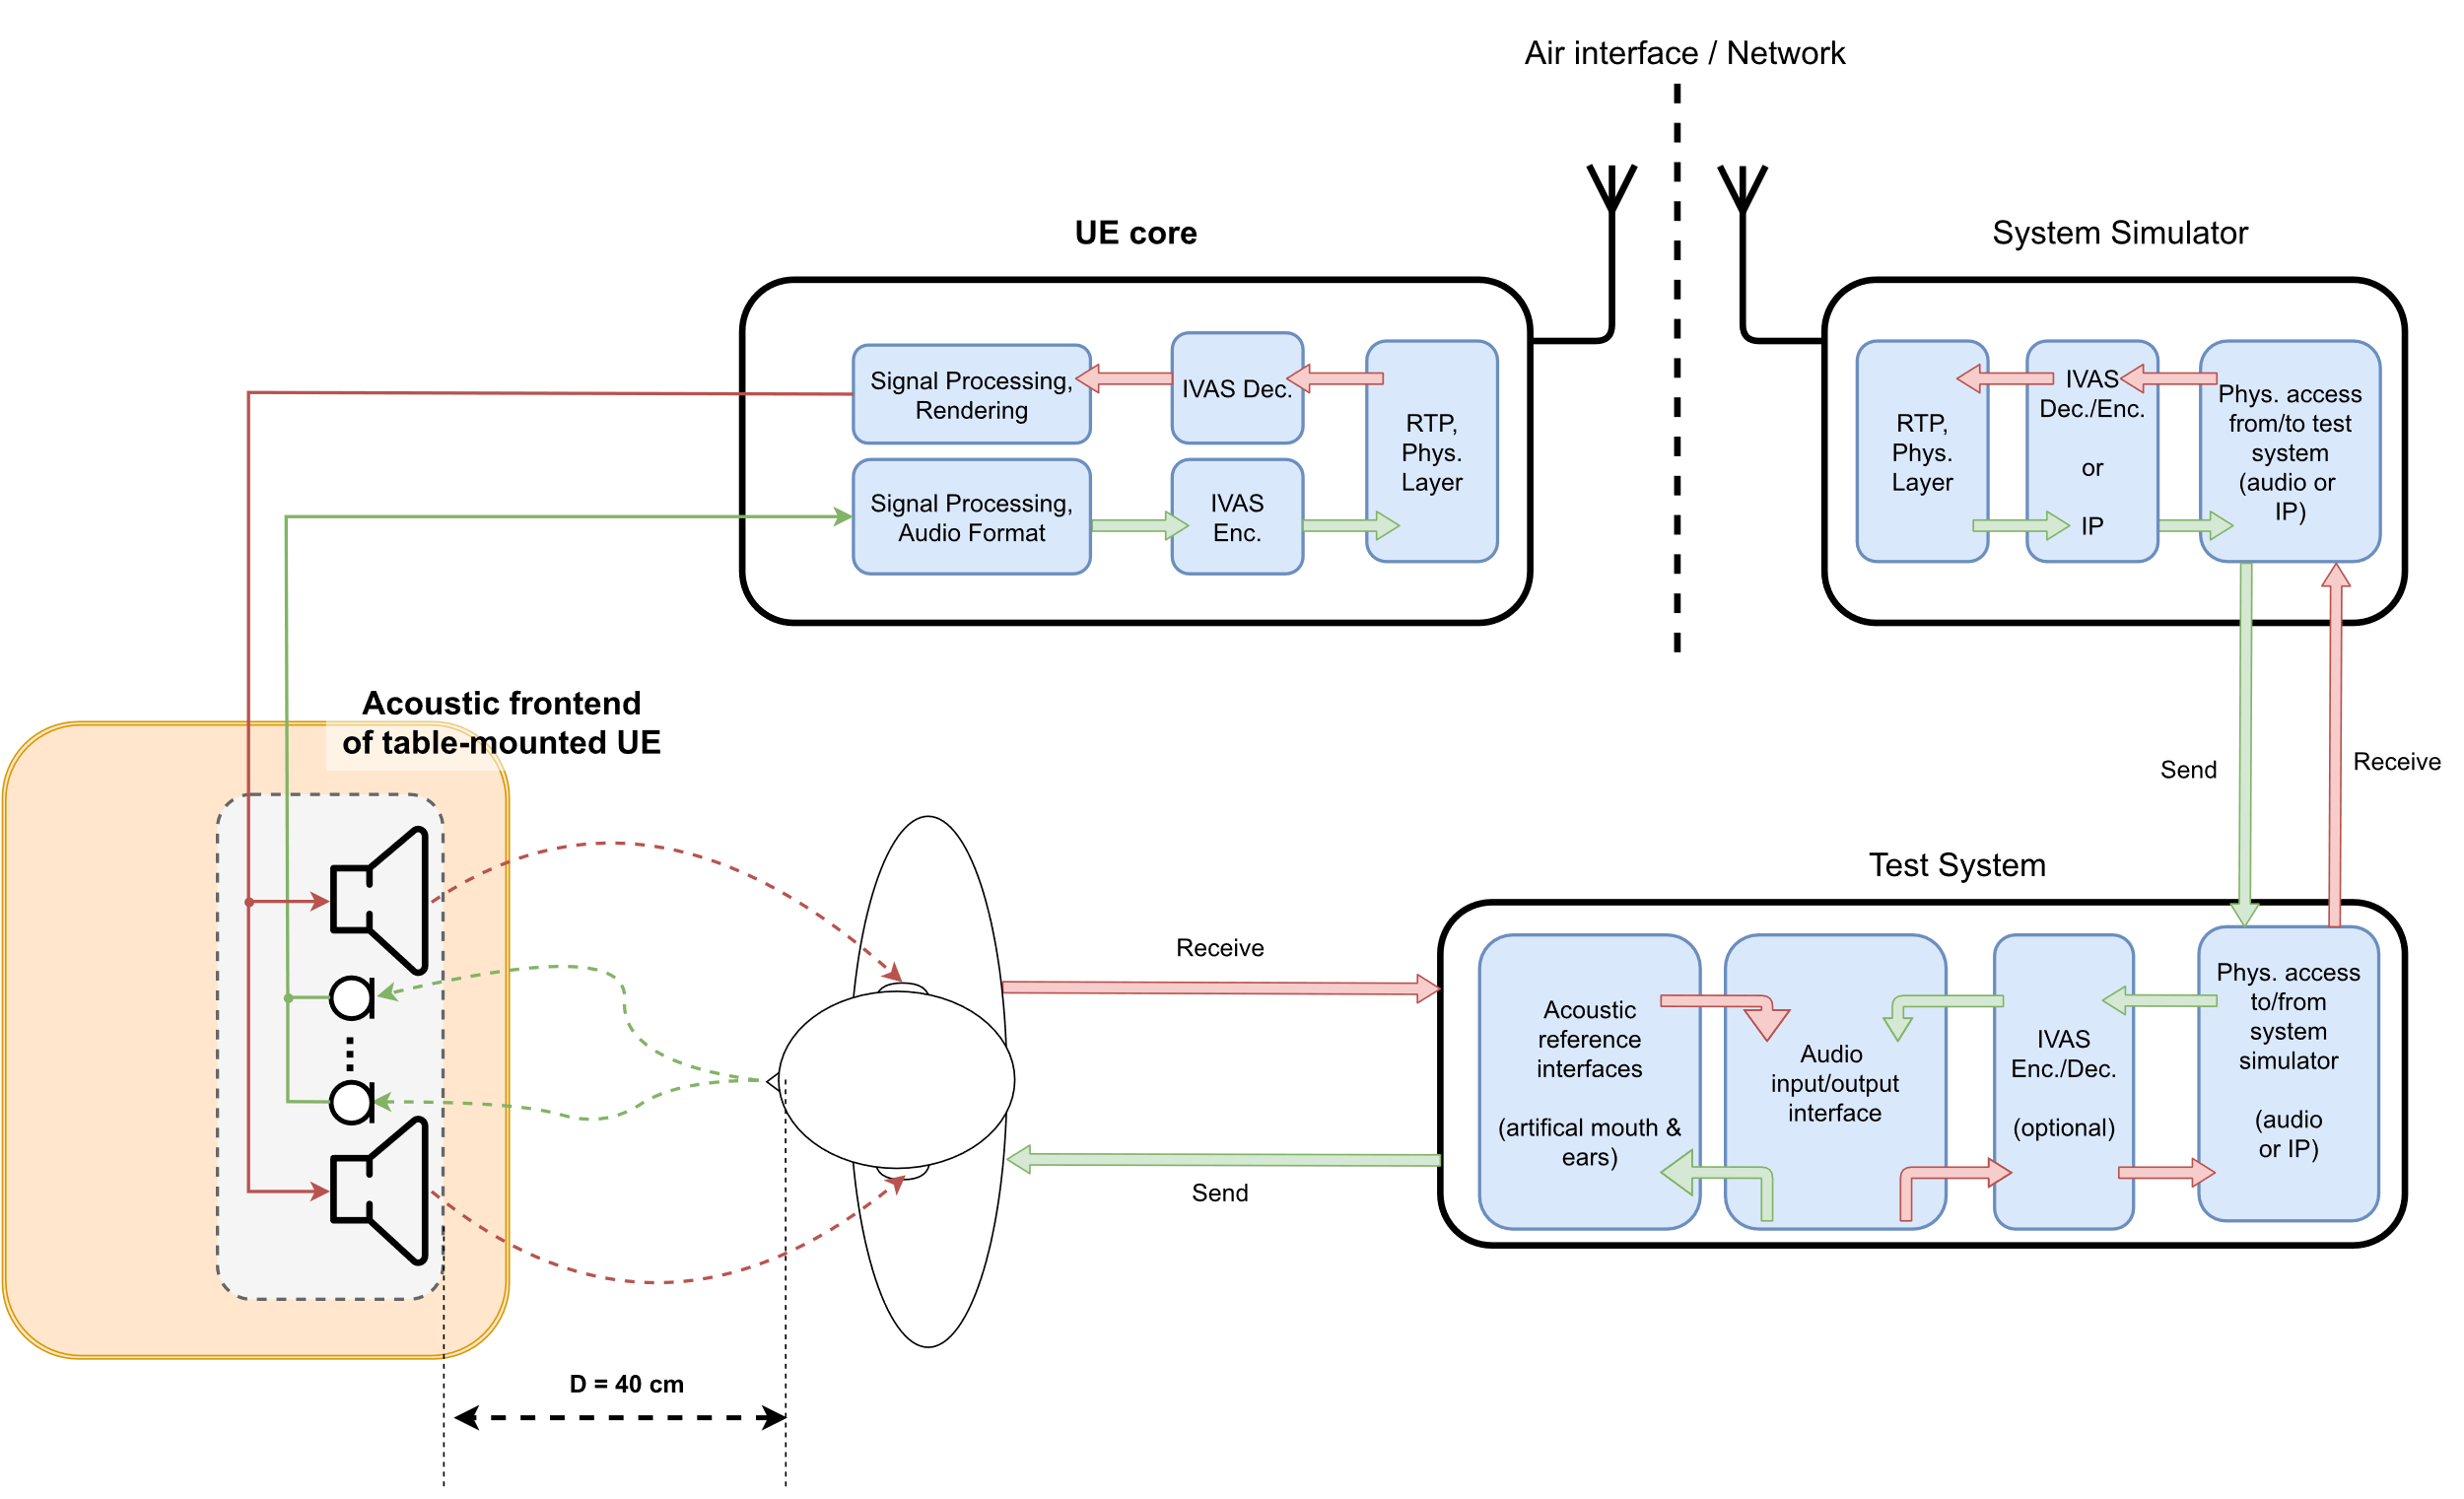 Air interface / Network
UE core
System Simulator
Signal Processing,
Rendering
IVAS Dec.
RTP,
Phys.
Layer
Signal Processing,
Audio Format
IVAS
Enc.
RTP,
Phys.
Layer
IVAS
Dec./Enc.
or
IP
Phys. access
from/to test
system
(audio or
IP)
Acoustic frontend
of table-mounted UE
Send
Receive
Test System
Receive
Send
Acoustic
reference
interfaces
(artifical mouth &
ears)
Audio
input/output
interface
IVAS
Enc./Dec.
(optional)
Phys. access
to/from
system
simulator
(audio
or IP)
D = 40 cm